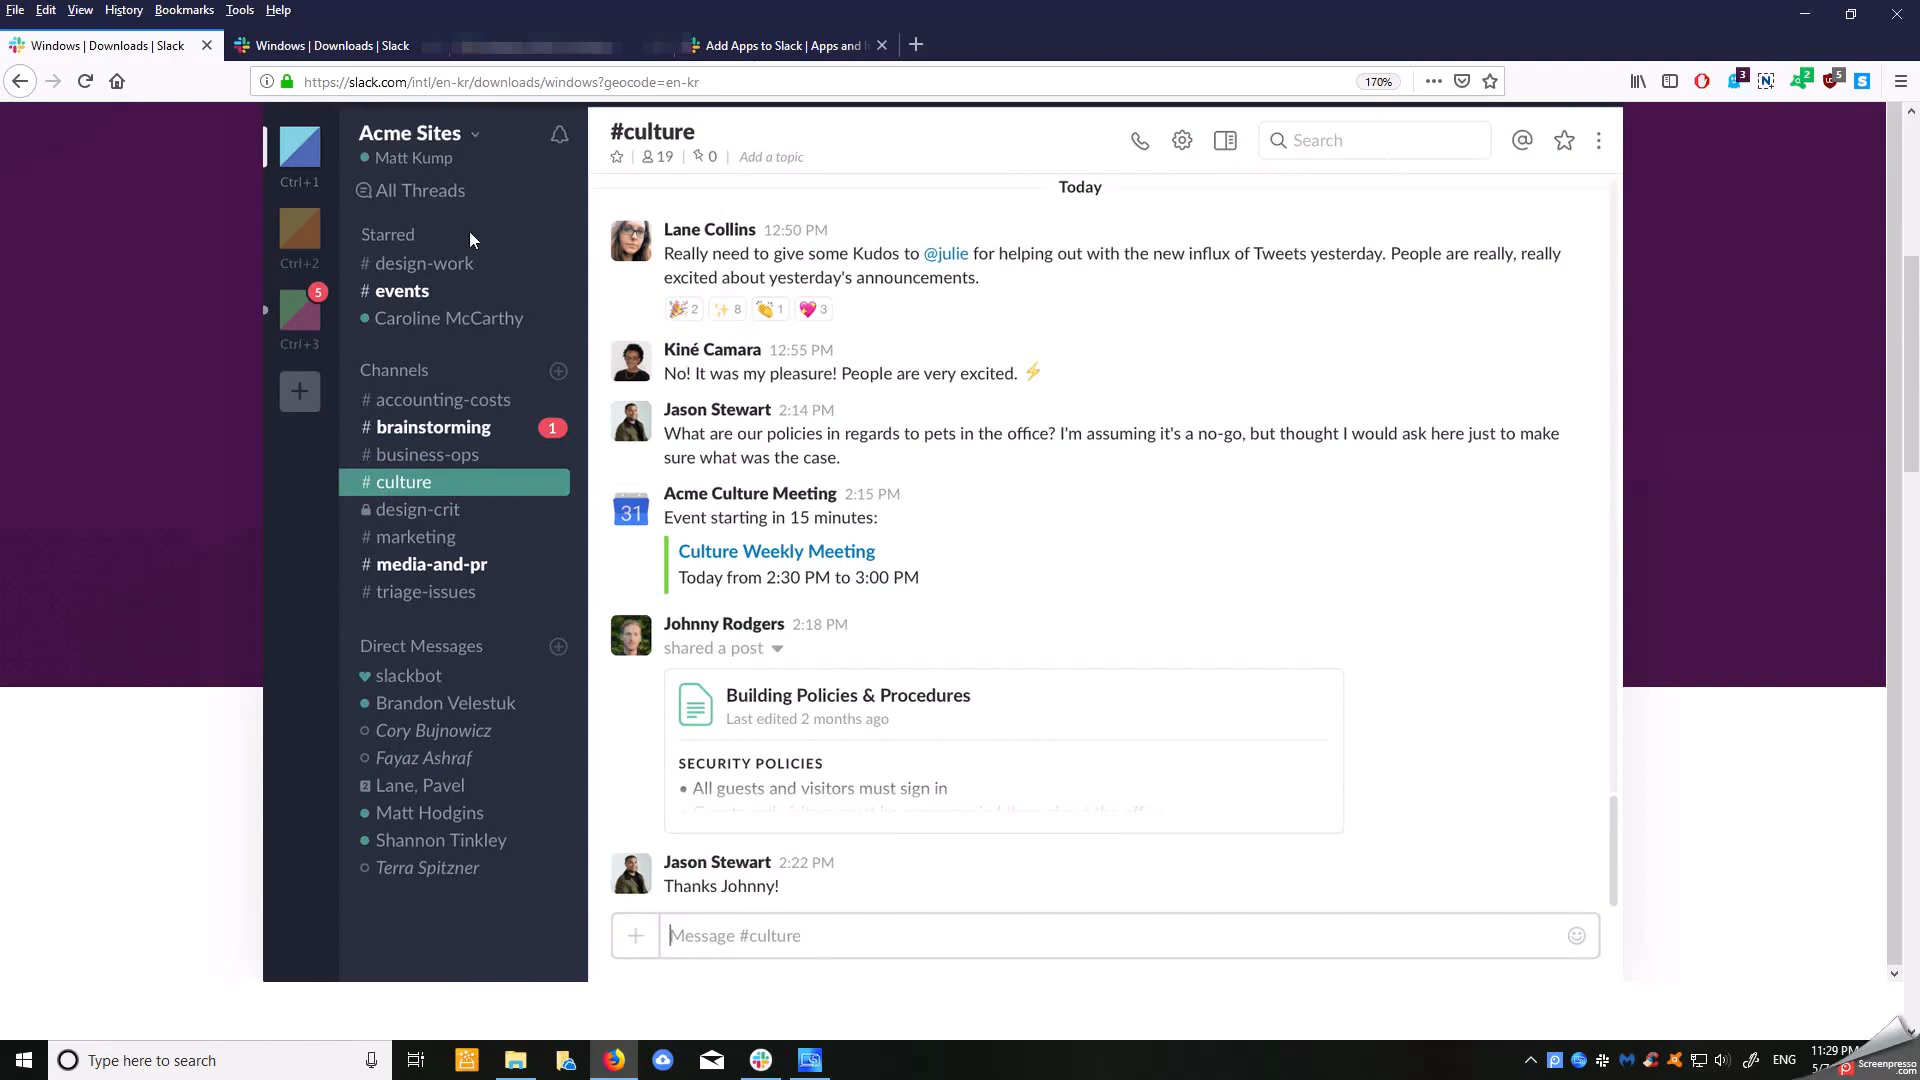 File Edit View History Bookmarks Tools Help
Windows | Downloads | Slack
Windows | Downloads | Slack
Add Apps to Slack | Apps and
https://slack.com/intl/en-kr/downloads/windows?geocode=en-kr
170%
3
2
5
Acme Sites
Matt Kump
All Threads
Ctrl+1
Ctrl+2
5
Ctrl+3
Starred
# design-work
# events
Caroline McCarthy
Channels
# accounting-costs
# brainstorming 1
# business-ops
# culture
design-crit
# marketing
# media-and-pr
# triage-issues
Direct Messages
slackbot
Brandon Velestuk
Cory Bujnowicz
Fayaz Ashraf
2 Lane, Pavel
Matt Hodgins
Shannon Tinkley
Terra Spitzner
#culture
19 | 0 | Add a topic
Search
Today
Lane Collins 12:50 PM
Really need to give some Kudos to @julie for helping out with the new influx of Tweets yesterday. People are really, really
excited about yesterday's announcements.
2 8 1 3
Kiné Camara 12:55 PM
No! It was my pleasure! People are very excited.
Jason Stewart 2:14 PM
What are our policies in regards to pets in the office? I'm assuming it's a no-go, but thought I would ask here just to make
sure what was the case.
31
Acme Culture Meeting 2:15 PM
Event starting in 15 minutes:
Culture Weekly Meeting
Today from 2:30 PM to 3:00 PM
Johnny Rodgers 2:18 PM
shared a post
Building Policies & Procedures
Last edited 2 months ago
SECURITY POLICIES
• All guests and visitors must sign in
Jason Stewart 2:22 PM
Thanks Johnny!
Message #culture
Type here to search
ENG
11:29 PM
Screenpresso
.com